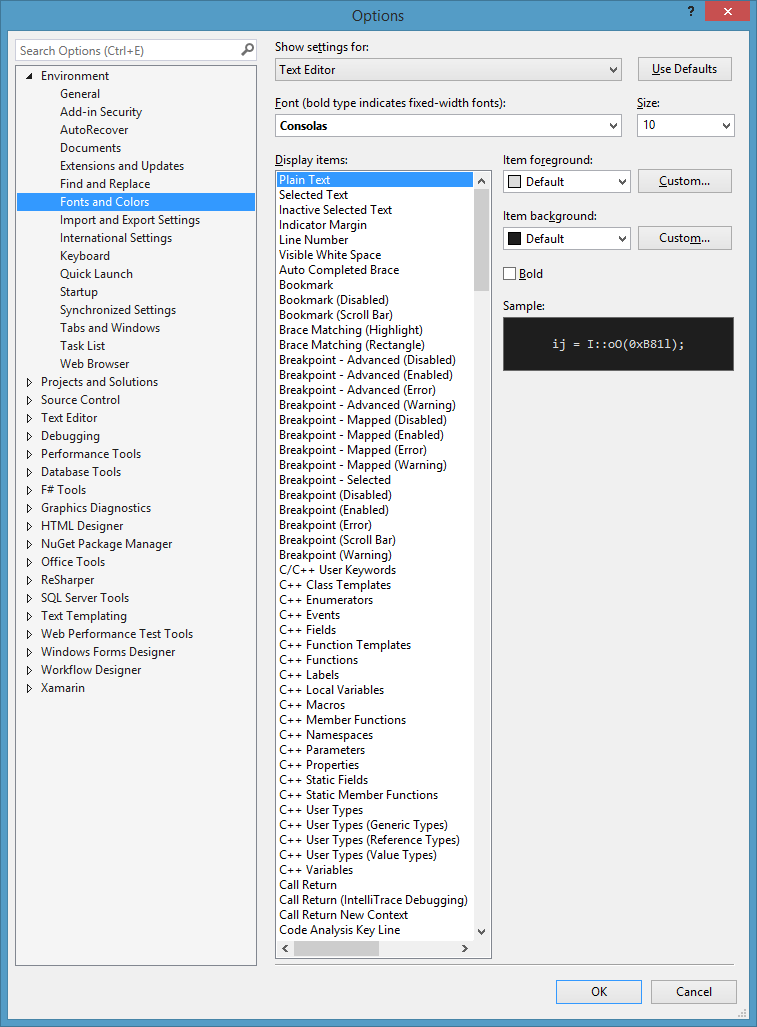 Options
?
Search Options (Ctrl+E)
Environment
General
Add-in Security
AutoRecover
Documents
Extensions and Updates
Find and Replace
Fonts and Colors
Import and Export Settings
International Settings
Keyboard
Quick Launch
Startup
Synchronized Settings
Tabs and Windows
Task List
Web Browser
Projects and Solutions
Source Control
Text Editor
Debugging
Performance Tools
Database Tools
F# Tools
Graphics Diagnostics
HTML Designer
NuGet Package Manager
Office Tools
ReSharper
SQL Server Tools
Text Templating
Web Performance Test Tools
Windows Forms Designer
Workflow Designer
Xamarin
Show settings for:
Text Editor
Use Defaults
Font (bold type indicates fixed-width fonts):
Size:
Consolas
10
Display items:
Plain Text
Selected Text
Inactive Selected Text
Indicator Margin
Line Number
Visible White Space
Auto Completed Brace
Bookmark
Bookmark (Disabled)
Bookmark (Scroll Bar)
Brace Matching (Highlight)
Brace Matching (Rectangle)
Breakpoint - Advanced (Disabled)
Breakpoint - Advanced (Enabled)
Breakpoint - Advanced (Error)
Breakpoint - Advanced (Warning)
Breakpoint - Mapped (Disabled)
Breakpoint - Mapped (Enabled)
Breakpoint - Mapped (Error)
Breakpoint - Mapped (Warning)
Breakpoint - Selected
Breakpoint (Disabled)
Breakpoint (Enabled)
Breakpoint (Error)
Breakpoint (Scroll Bar)
Breakpoint (Warning)
C/C++ User Keywords
C++ Class Templates
C++ Enumerators
C++ Events
C++ Fields
C++ Function Templates
C++ Functions
C++ Labels
C++ Local Variables
C++ Macros
C++ Member Functions
C++ Namespaces
C++ Parameters
C++ Properties
C++ Static Fields
C++ Static Member Functions
C++ User Types
C++ User Types (Generic Types)
C++ User Types (Reference Types)
C++ User Types (Value Types)
C++ Variables
Call Return
Call Return (IntelliTrace Debugging)
Call Return New Context
Code Analysis Key Line
Item foreground:
Default
Custom...
Item background:
Default
Custom...
Bold
Sample:
ij = I::oO(0xB81l);
OK
Cancel